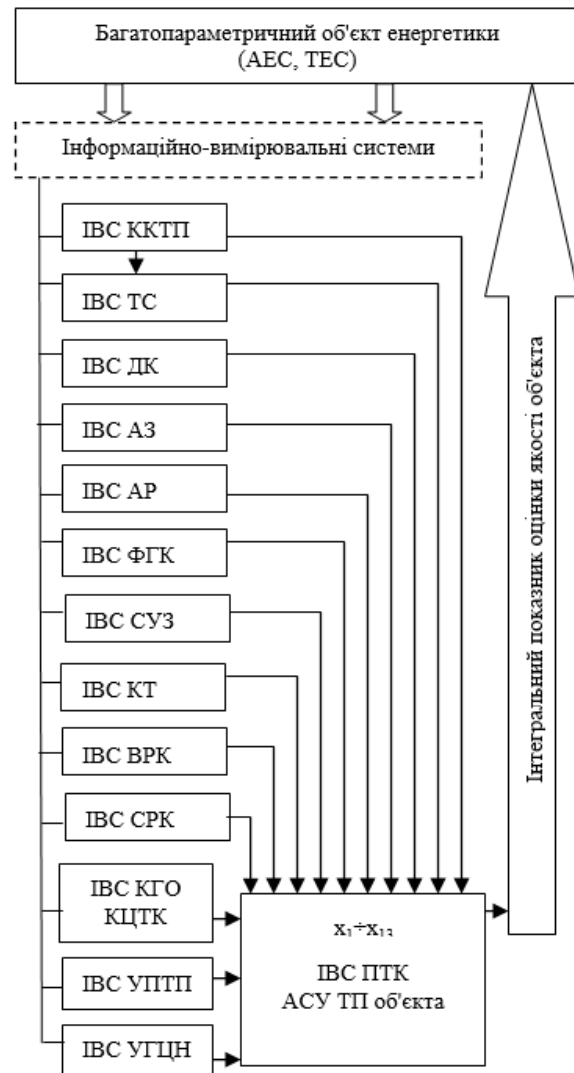 Багатопараметричний об'єкт енергетики
(АЕС, ТЕС)
Інформаційно-вимірювальні системи
ІВС ККТП
ІВС ТС
ІВС ДК
ІВС АЗ
ІВС АР
ІВС ФГК
ІВС СУЗ
ІВС КТ
ІВС ВРК
ІВС СРК
ІВС КГО
КЦТК
ІВС УПТП
ІВС УГЦН
x₁÷x₁₃
ІВС ПТК
АСУ ТП об'єкта
Інтегральний показник оцінки якості об'єкта